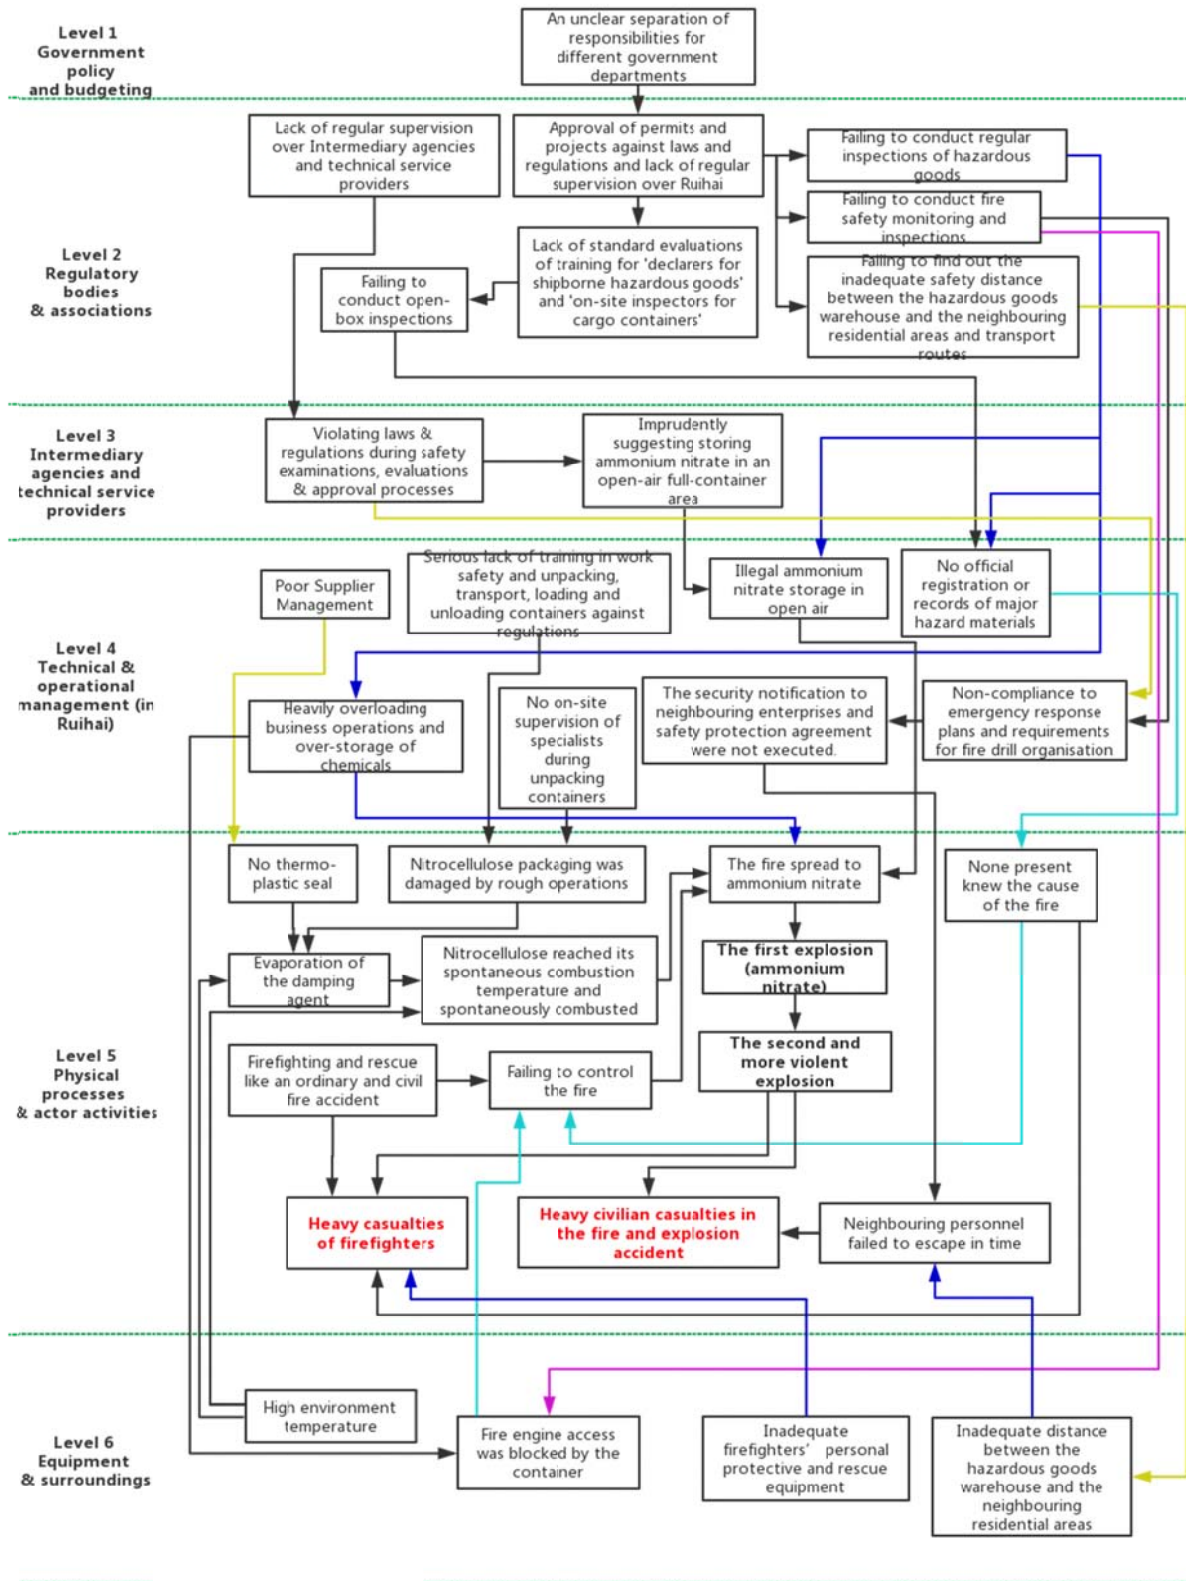 Level 1
Government
policy
and budgeting
An unclear separation of
responsibilities for
different government
departments
Level 2
Regulatory
bodies
& associations
Lack of regular supervision
over Intermediary agencies
and technical service
providers
Approval of permits and
projects against laws and
regulations and lack of regular
supervision over Ruihai
Failing to conduct regular
inspections of hazardous
goods
Failing to conduct fire
safety monitoring and
inspections
Failing to
conduct open-
box inspections
Lack of standard evaluations
of training for 'declarers for
shipborne hazardous goods'
and 'on-site inspectors for
cargo containers'
Failing to find out the
inadequate safety distance
between the hazardous goods
warehouse and the neighbouring
residential areas and transport
routes
Level 3
Intermediary
agencies and
technical service
providers
Violating laws &
regulations during safety
examinations, evaluations
& approval processes
Imprudently
suggesting storing
ammonium nitrate in an
open-air full-container
area
Level 4
Technical &
operational
management (in
Ruihai)
Poor Supplier
Management
Serious lack of training in work
safety and unpacking,
transport, loading and
unloading containers against
regulations
Illegal ammonium
nitrate storage in
open air
No official
registration or
records of major
hazard materials
Heavily overloading
business operations and
over-storage of
chemicals
No on-site
supervision of
specialists
during
unpacking
containers
The security notification to
neighbouring enterprises and
safety protection agreement
were not executed.
Non-compliance to
emergency response
plans and requirements
for fire drill organisation
Level 5
Physical
processes
& actor activities
No thermo-
plastic seal
Nitrocellulose packaging was
damaged by rough operations
The fire spread to
ammonium nitrate
None present
knew the cause
of the fire
Evaporation of
the damping
agent
Nitrocellulose reached its
spontaneous combustion
temperature and
spontaneously combusted
The first explosion
(ammonium
nitrate)
The second and
more violent
explosion
Firefighting and rescue
like an ordinary and civil
fire accident
Failing to control
the fire
Heavy casualties
of firefighters
Heavy civilian casualties in
the fire and explosion
accident
Neighbouring personnel
failed to escape in time
Level 6
Equipment
& surroundings
High environment
temperature
Fire engine access
was blocked by the
container
Inadequate
firefighters' personal
protective and rescue
equipment
Inadequate distance
between the
hazardous goods
warehouse and the
neighbouring
residential areas